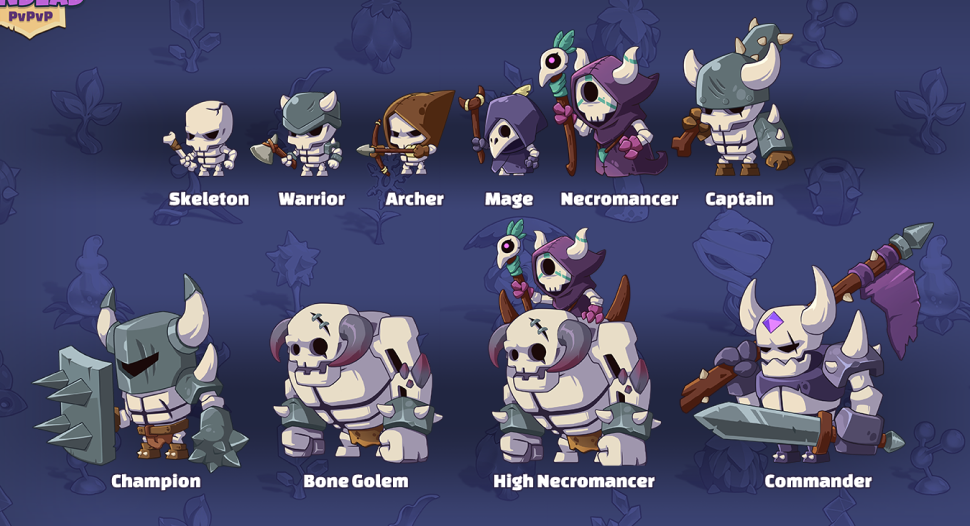 PvPvP
Skeleton
Warrior
Archer
Mage
Necromancer
Captain
Champion
Bone Golem
High Necromancer
Commander